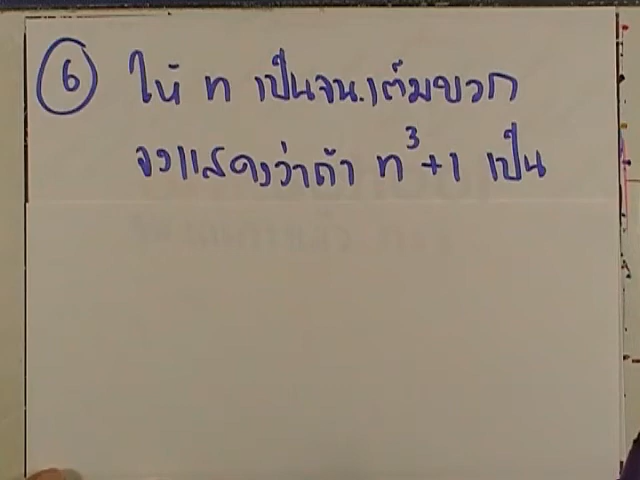 ⑥ ให้ n เป็นจน.เต็มบวก
จงแสดงว่าถ้า n³+1 เป็น